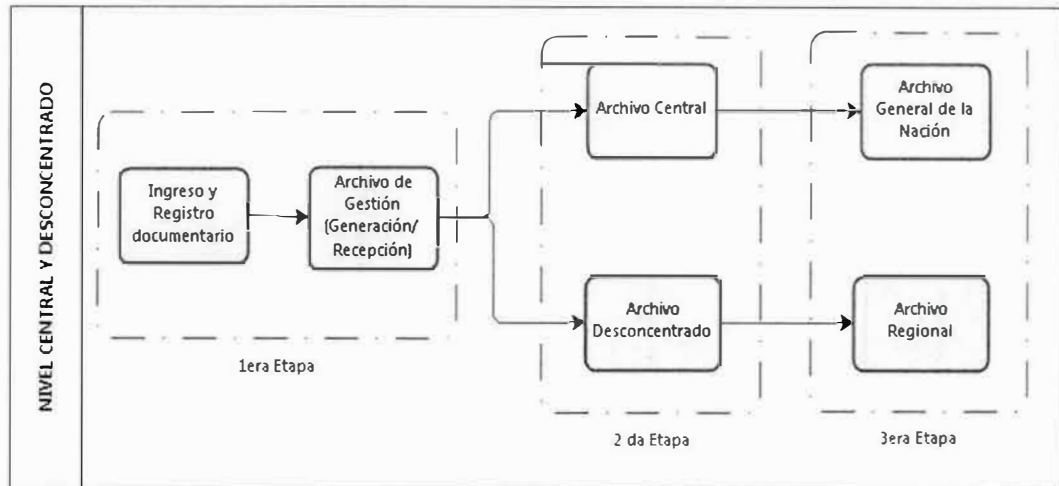 NIVEL CENTRAL Y DESCONCENTRADO
Ingreso y
Registro
documentario
Archivo de
Gestión
(Generación/
Recepción)
1era Etapa
Archivo Central
Archivo
Desconcentrado
2 da Etapa
Archivo
General de la
Nación
Archivo
Regional
3era Etapa